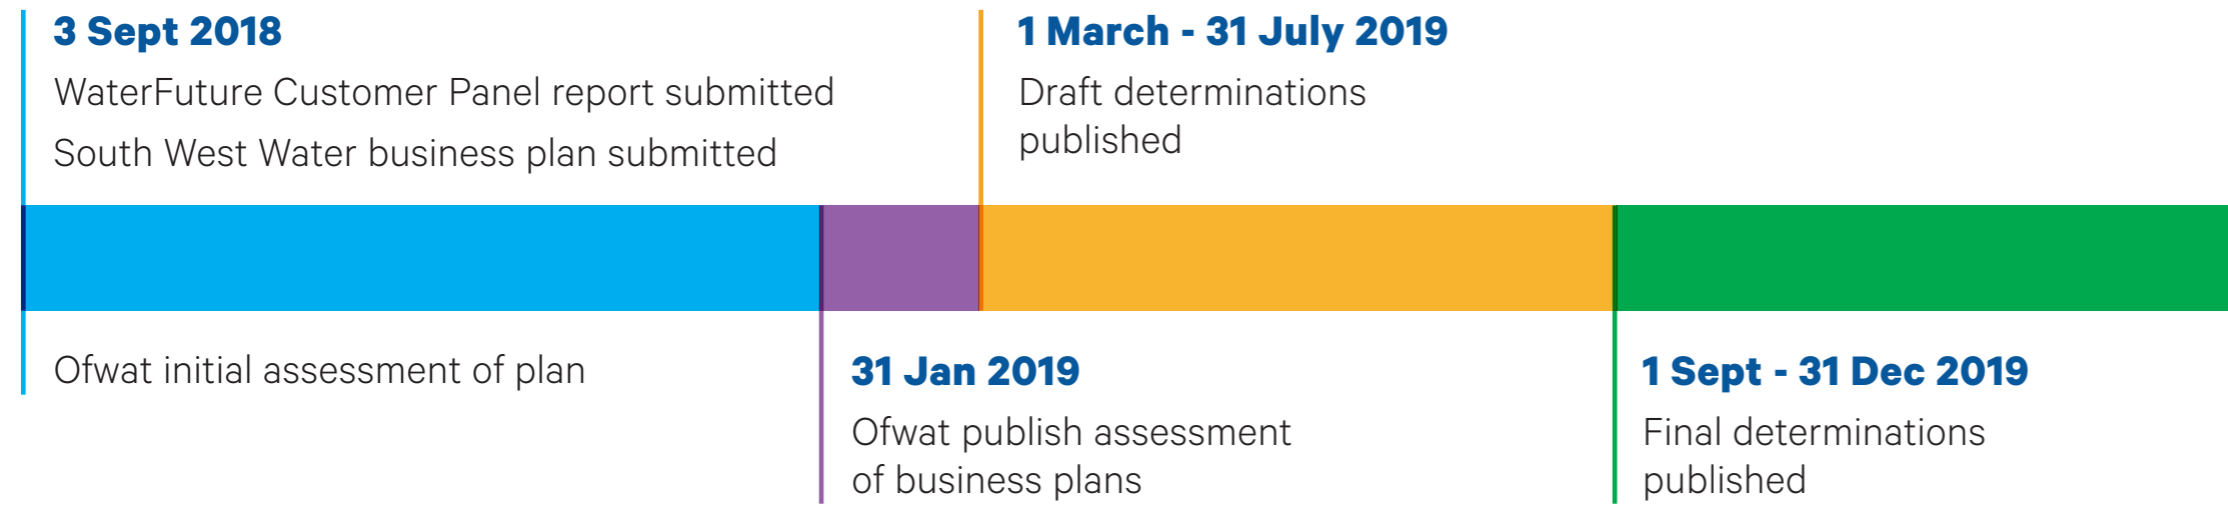 3 Sept 2018
WaterFuture Customer Panel report submitted
South West Water business plan submitted
1 March - 31 July 2019
Draft determinations
published
Ofwat initial assessment of plan
31 Jan 2019
Ofwat publish assessment
of business plans
1 Sept - 31 Dec 2019
Final determinations
published